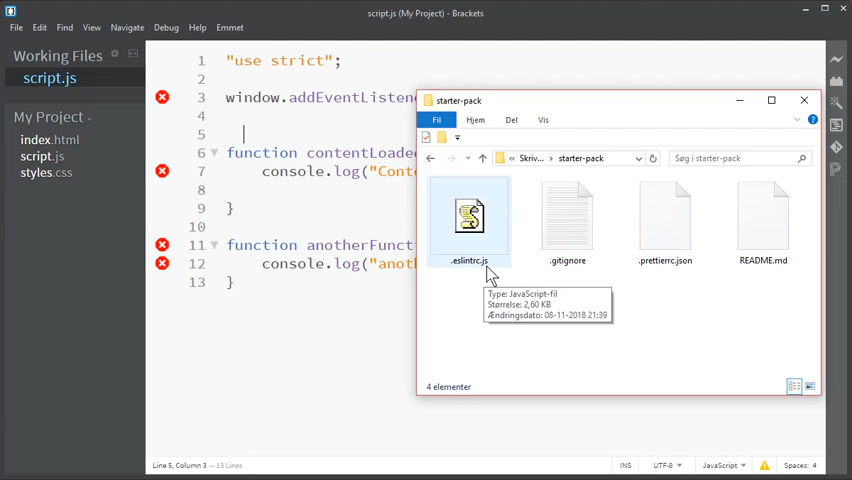 script.js (My Project) - Brackets
File Edit Find View Navigate Debug Help Emmet
Working Files
script.js
My Project
index.html
script.js
styles.css
1 "use strict";
2
3 window.addEventListene
4
5
6 function contentLoaded
7 console.log("Cont
8
9 }
10
11 function anotherFuncti
12 console.log("anot
13 }
starter-pack
Fil Hjem Del Vis
« Skriv... starter-pack
Søg i starter-pack
.eslintrc.js
.gitignore
.prettierrc.json
README.md
Type: JavaScript-fil
Størrelse: 2,60 KB
Ændringsdato: 08-11-2018 21:39
4 elementer
Line 5, Column 3 — 13 Lines
INS UTF-8 JavaScript Spaces: 4